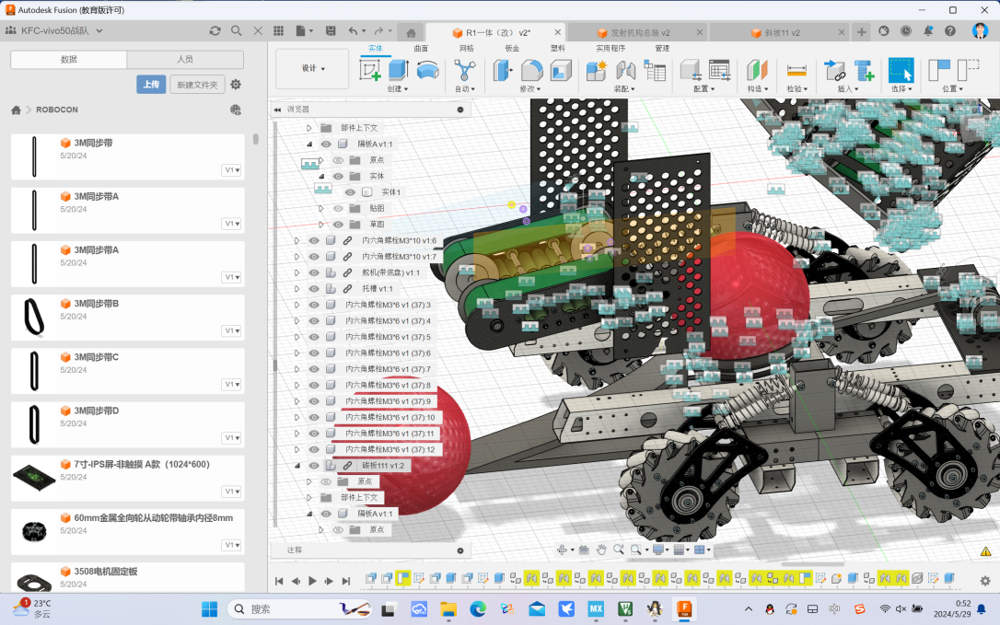 Autodesk Fusion (教育版许可)
KFC-vivo50战队
R1一体（改）v2*
发射机构总装 v2
斜坡11 v2
数据
人员
上传
新建文件夹
ROBOCON
3M同步带
5/20/24
V1
3M同步带A
5/20/24
V1
3M同步带A
5/20/24
V1
3M同步带B
5/20/24
V1
3M同步带C
5/20/24
V1
3M同步带D
5/20/24
V1
7寸-IPS屏-非触摸 A款（1024*600）
5/20/24
V1
60mm金属全向轮从动轮带轴承内径8mm
5/20/24
V1
3508电机固定板
5/20/24
实体
曲面
网格
钣金
塑料
实用程序
管理
设计
创建
自动
修改
装配
配置
构造
检验
插入
选择
位置
浏览器
部件上下文
隔板A v1:1
原点
实体
实体1
贴图
草图
内六角螺栓M3*10 v1:6
内六角螺栓M3*10 v1:7
舵机(带底盘) v1:1
托槽 v1:1
内六角螺栓M3*6 v1 (37):3
内六角螺栓M3*6 v1 (37):4
内六角螺栓M3*6 v1 (37):5
内六角螺栓M3*6 v1 (37):6
内六角螺栓M3*6 v1 (37):7
内六角螺栓M3*6 v1 (37):8
内六角螺栓M3*6 v1 (37):9
内六角螺栓M3*6 v1 (37):10
内六角螺栓M3*6 v1 (37):11
内六角螺栓M3*6 v1 (37):12
碳板111 v1:2
原点
部件上下文
隔板A v1:1
原点
注释
1
23°C
多云
搜索
MX
中
0:52
2024/5/29